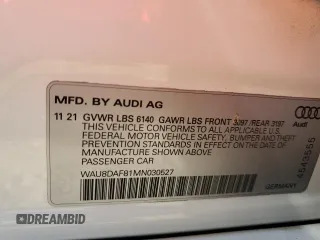 MFD. BY AUDI AG
11 21 GVWR LBS 6140 GAWR LBS FRONT 3197 /REAR 3197
THIS VEHICLE CONFORMS TO ALL APPLICABLE U.S.
FEDERAL MOTOR VEHICLE SAFETY, BUMPER AND THEFT
PREVENTION STANDARDS IN EFFECT ON THE DATE OF
MANUFACTURE SHOWN ABOVE.
PASSENGER CAR
WAU8DAF81MN030527
Audi
GERMANY
DREAMBID